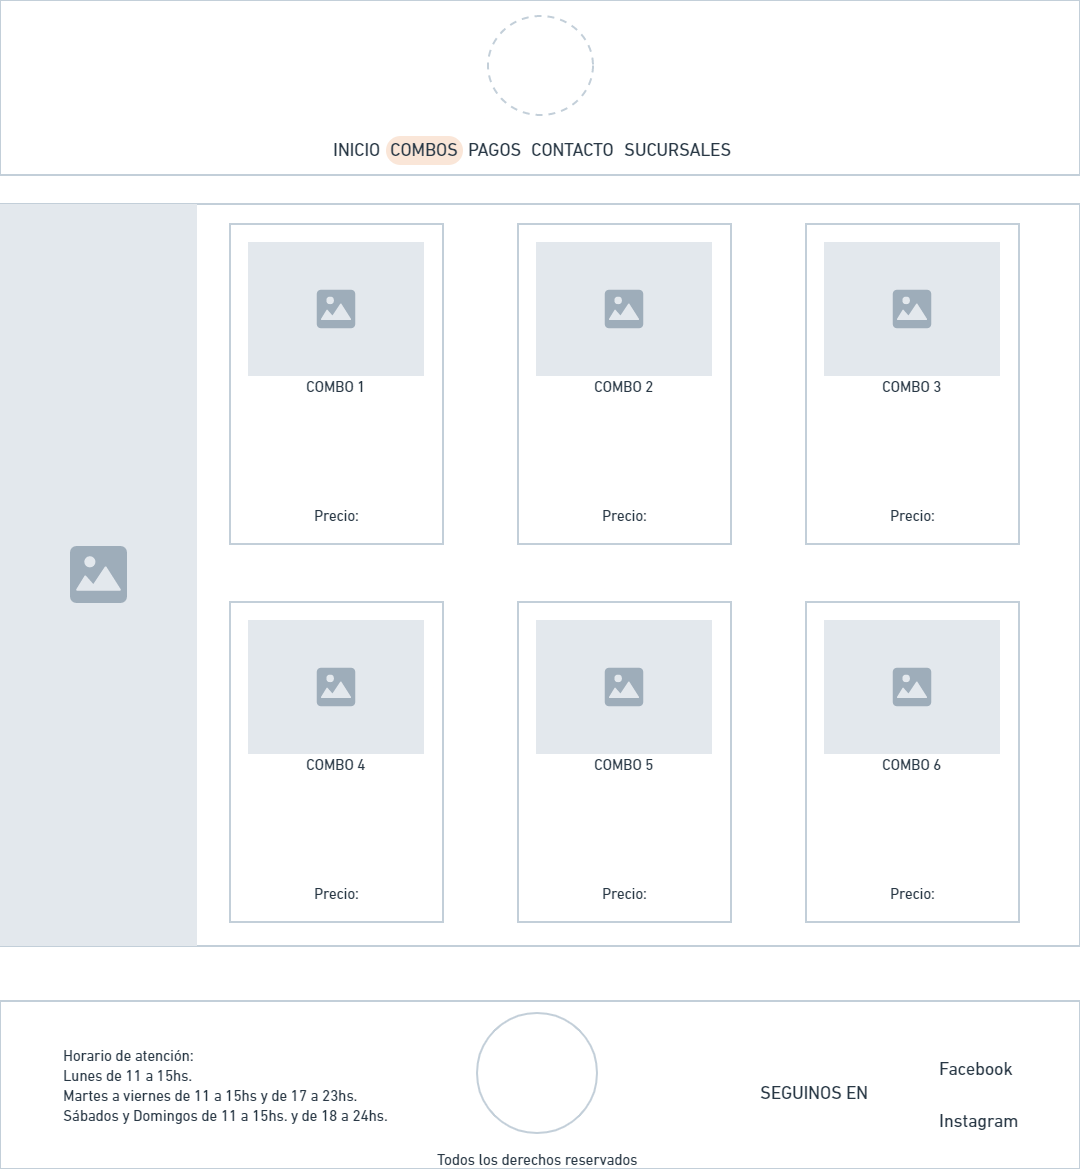 INICIO COMBOS PAGOS CONTACTO SUCURSALES
COMBO 1
Precio:
COMBO 2
Precio:
COMBO 3
Precio:
COMBO 4
Precio:
COMBO 5
Precio:
COMBO 6
Precio:
Horario de atención:
Lunes de 11 a 15hs.
Martes a viernes de 11 a 15hs y de 17 a 23hs.
Sábados y Domingos de 11 a 15hs. y de 18 a 24hs.
Todos los derechos reservados
SEGUINOS EN
Facebook
Instagram